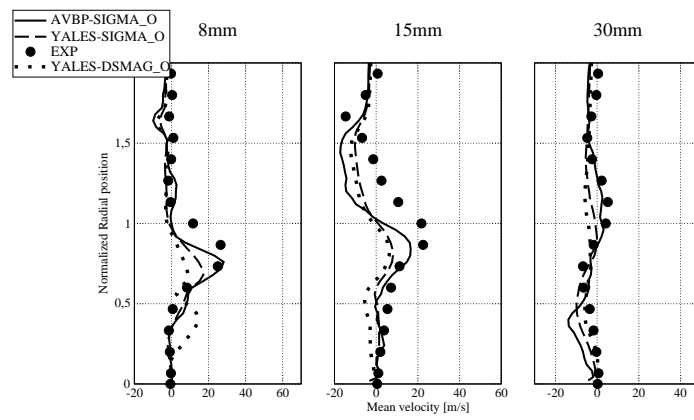 AVBP-SIGMA_O
YALES-SIGMA_O
EXP
YALES-DSMAG_O
8mm
15mm
30mm
Normalized Radial position
1,5
1
0,5
0
-20 0 20 40 60
-20 0 20 40 60
-20 0 20 40
Mean velocity [m/s]